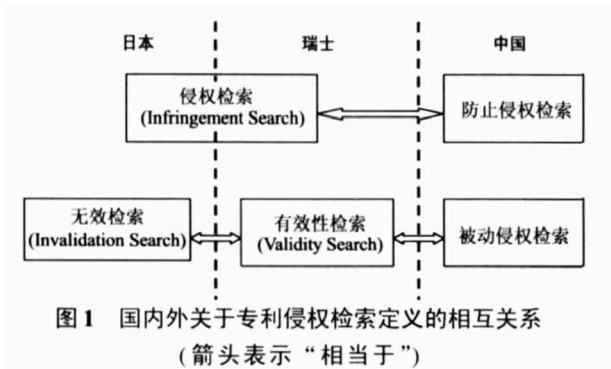 日本 瑞士 中国
侵权检索
(Infringement Search)
防止侵权检索
无效检索
(Invalidation Search)
有效性检索
(Validity Search)
被动侵权检索
图1 国内外关于专利侵权检索定义的相互关系
(箭头表示“相当于”)